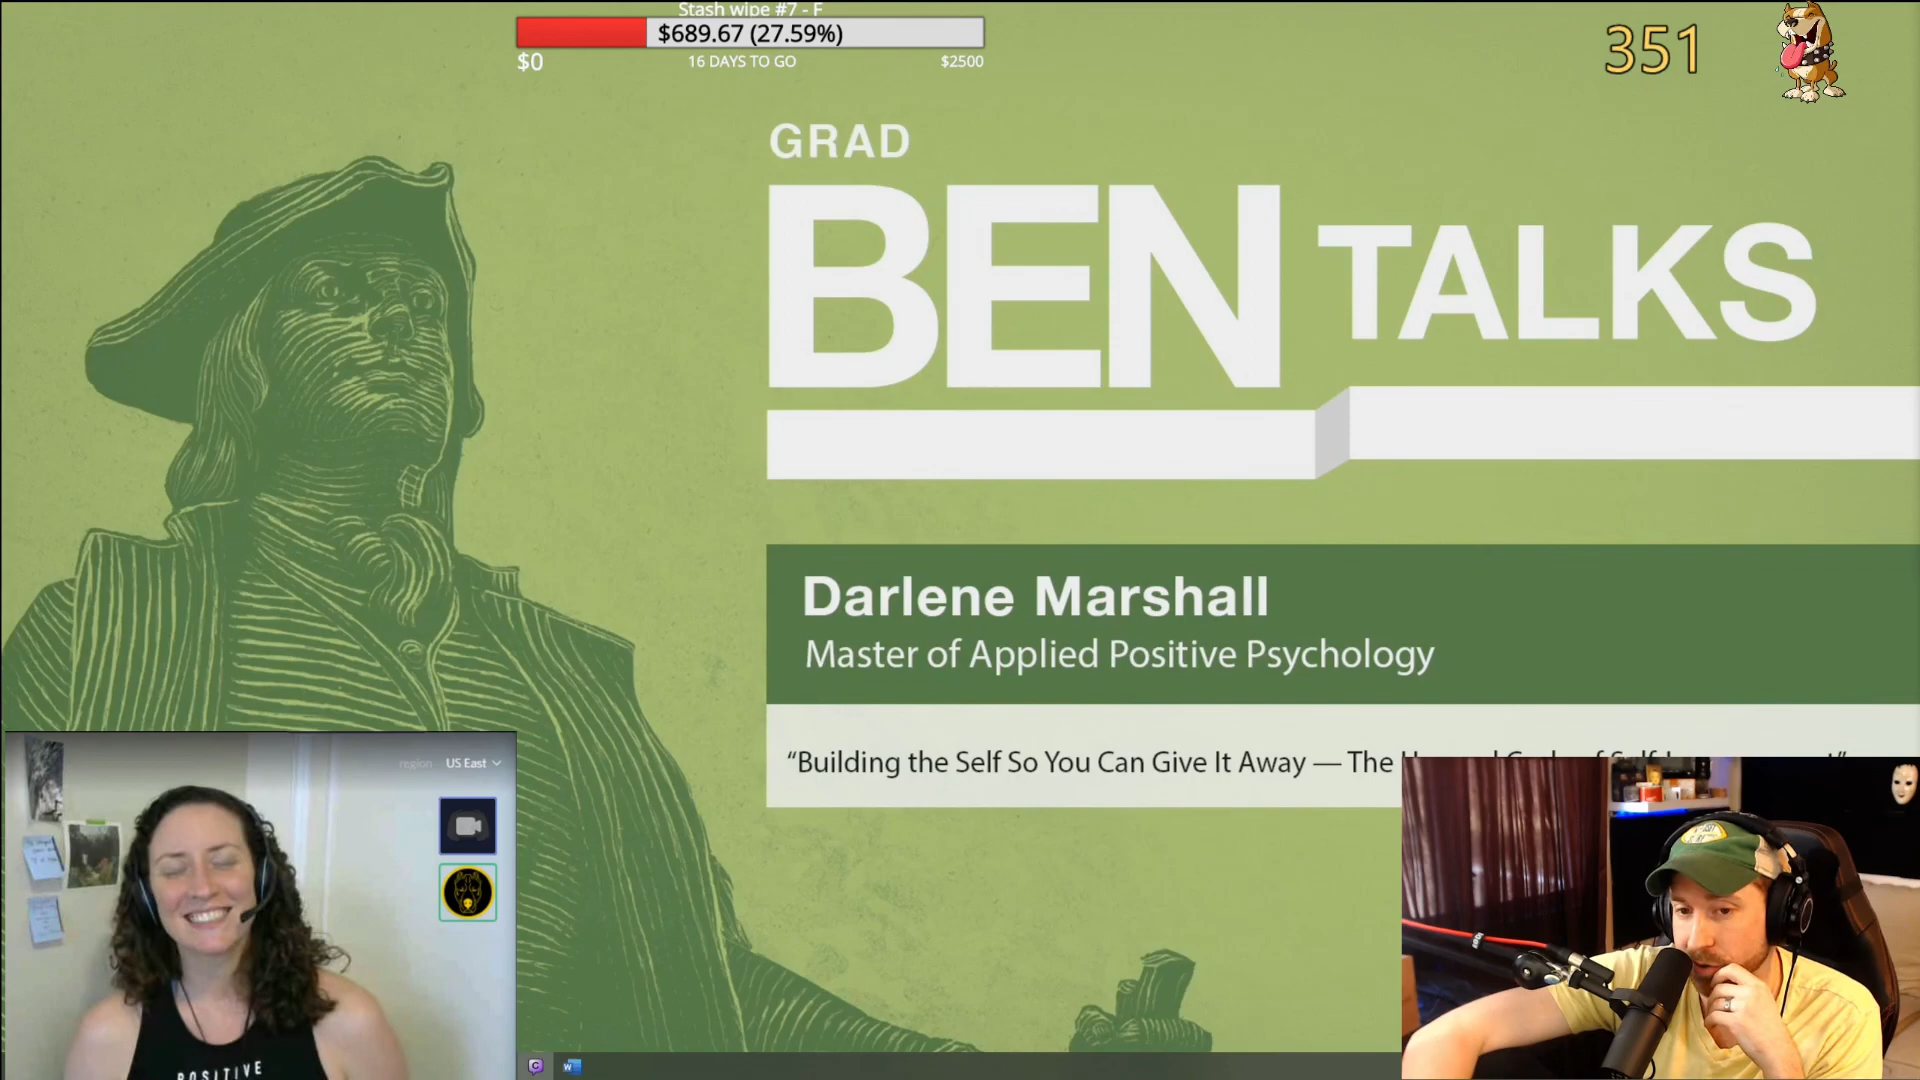 Stash wipe #7 - F
$689.67 (27.59%)
$0
16 DAYS TO GO
$2500
351
GRAD
BEN TALKS
Darlene Marshall
Master of Applied Positive Psychology
“Building the Self So You Can Give It Away — The
region US East
POSITIVE